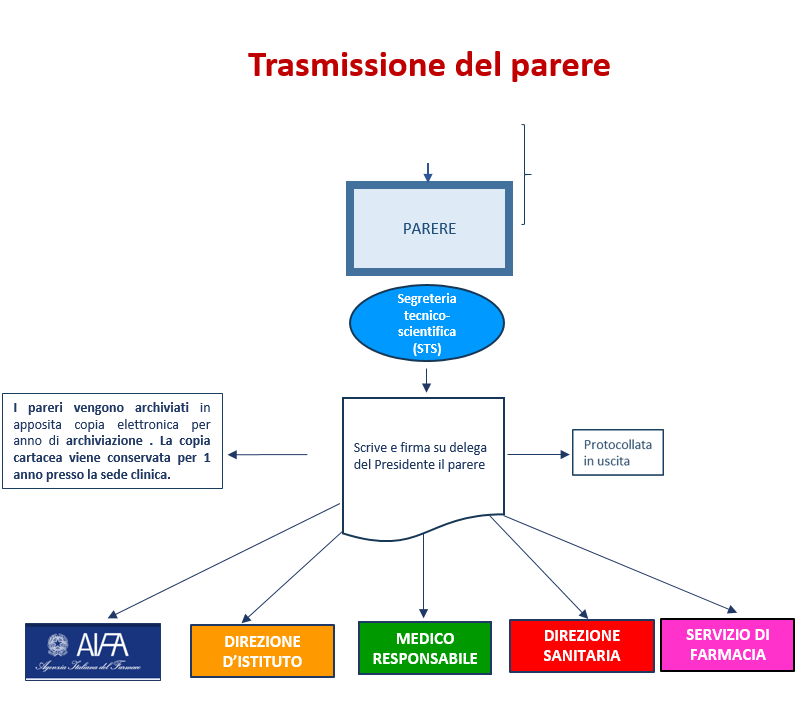 Trasmissione del parere
PARERE
Segreteria
tecnico-
scientifica
(STS)
I pareri vengono archiviati in
apposita copia elettronica per
anno di archiviazione . La copia
cartacea viene conservata per 1
anno presso la sede clinica.
Scrive e firma su delega
del Presidente il parere
Protocollata
in uscita
AIFA
Agenzia Italiana del Farmaco
DIREZIONE
D’ISTITUTO
MEDICO
RESPONSABILE
DIREZIONE
SANITARIA
SERVIZIO DI
FARMACIA